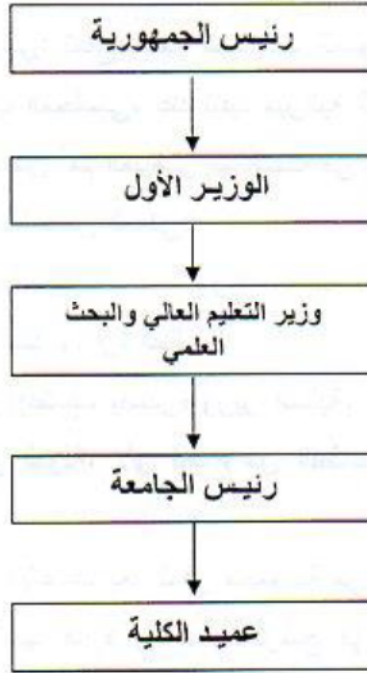 رئيس الجمهورية
الوزير الأول
وزير التعليم العالي والبحث
العلمي
رئيس الجامعة
عميد الكلية